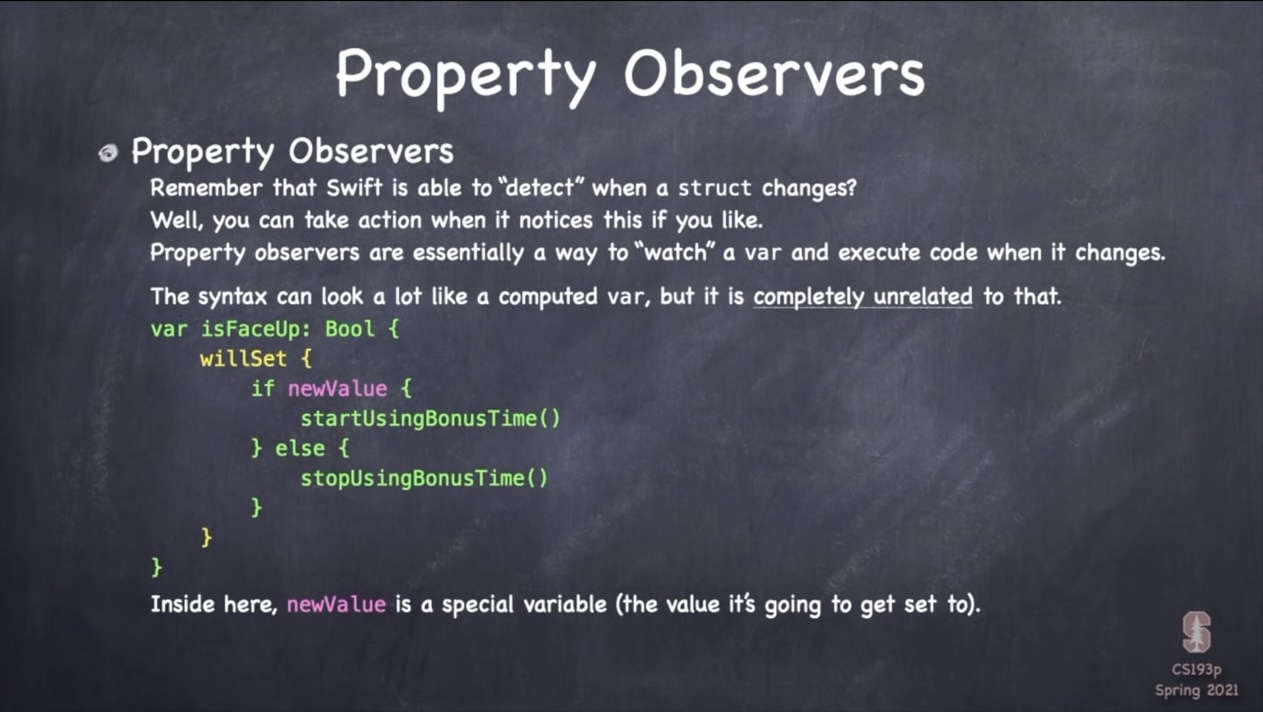 Property Observers
Property Observers
Remember that Swift is able to “detect” when a struct changes?
Well, you can take action when it notices this if you like.
Property observers are essentially a way to “watch” a var and execute code when it changes.
The syntax can look a lot like a computed var, but it is completely unrelated to that.
var isFaceUp: Bool {
    willSet {
        if newValue {
            startUsingBonusTime()
        } else {
            stopUsingBonusTime()
        }
    }
}
Inside here, newValue is a special variable (the value it’s going to get set to).
S
CS193p
Spring 2021